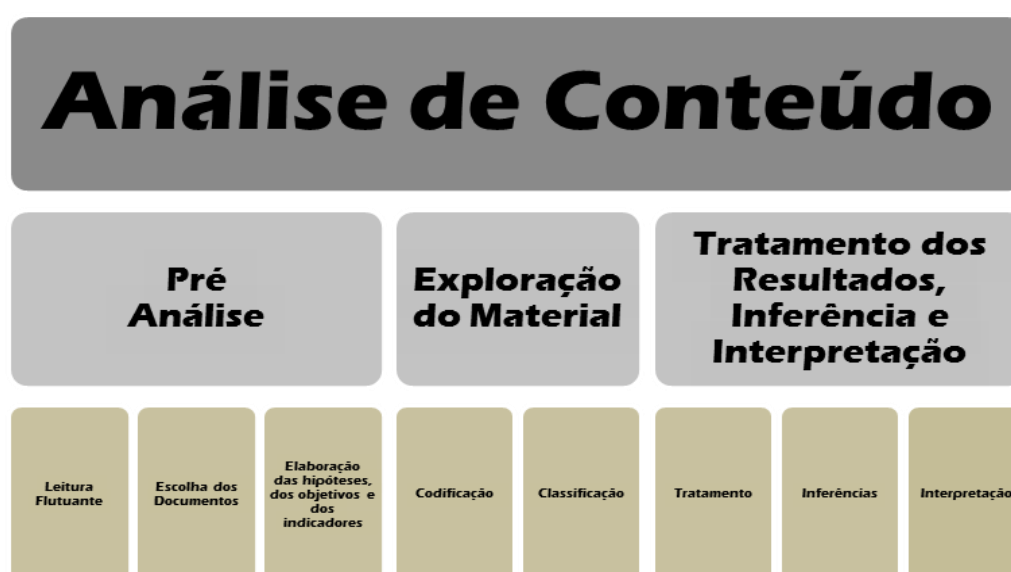 Análise de Conteúdo
Pré
Análise
Exploração
do Material
Tratamento dos
Resultados,
Inferência e
Interpretação
Leitura
Flutuante
Escolha dos
Documentos
Elaboração
das hipóteses,
dos objetivos e
dos
indicadores
Codificação
Classificação
Tratamento
Inferências
Interpretação